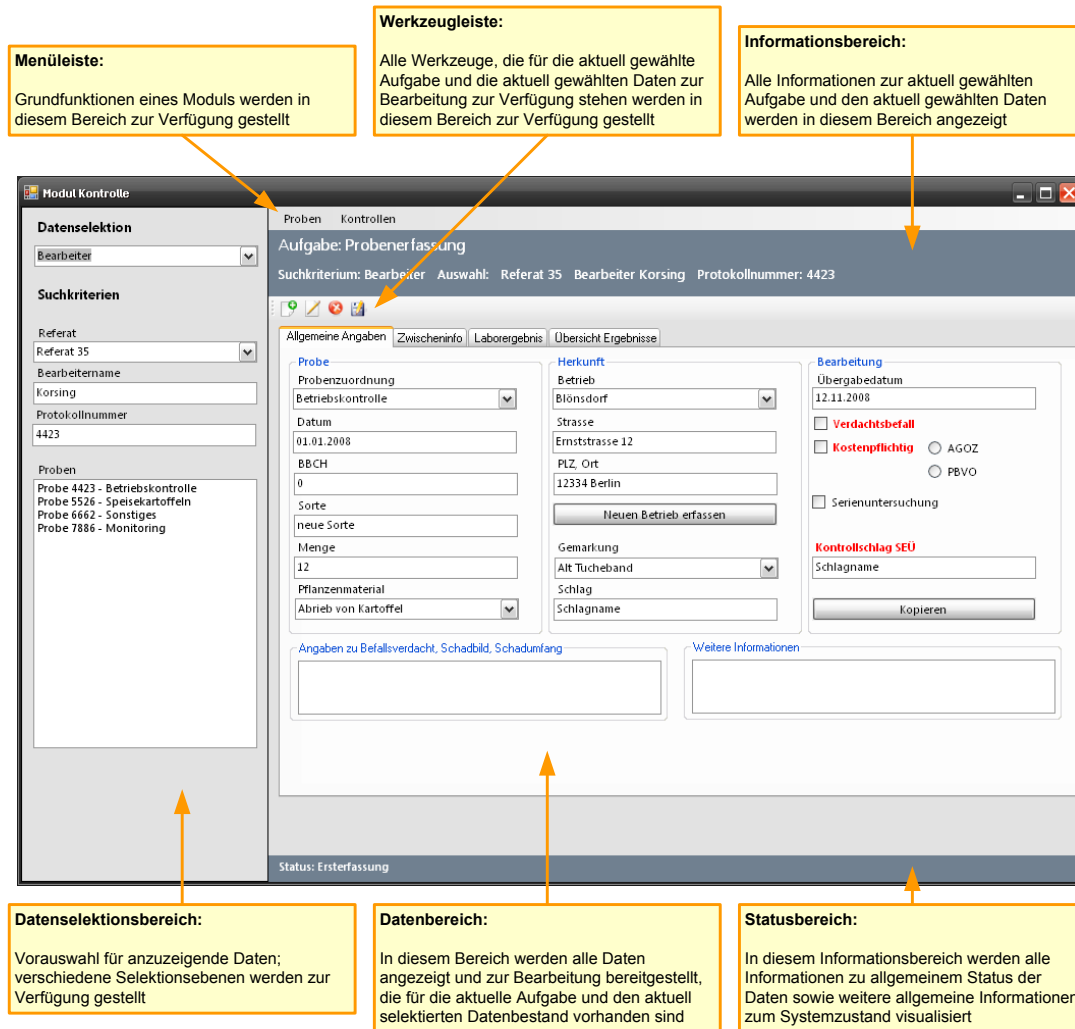 Werkzeugleiste:
Alle Werkzeuge, die für die aktuell gewählte
Aufgabe und die aktuell gewählten Daten zur
Bearbeitung zur Verfügung stehen werden in
diesem Bereich zur Verfügung gestellt
Menüleiste:
Grundfunktionen eines Moduls werden in
diesem Bereich zur Verfügung gestellt
Informationsbereich:
Alle Informationen zur aktuell gewählten
Aufgabe und den aktuell gewählten Daten
werden in diesem Bereich angezeigt
Modul Kontrolle
Datenselektion
Bearbeiter
Suchkriterien
Referat
Referat 35
Bearbeitername
Korsing
Protokollnummer
4423
Proben
Probe 4423 - Betriebskontrolle
Probe 5526 - Speisekartoffeln
Probe 6662 - Sonstiges
Probe 7886 - Monitoring
Proben Kontrollen
Aufgabe: Probenerfassung
Suchkriterium: Bearbeiter Auswahl: Referat 35 Bearbeiter Korsing Protokollnummer: 4423
Allgemeine Angaben Zwischeninfo Laborergebnis Übersicht Ergebnisse
Probe
Probenzuordnung
Betriebskontrolle
Datum
01.01.2008
BBCH
0
Sorte
neue Sorte
Menge
12
Pflanzenmaterial
Abrieb von Kartoffel
Herkunft
Betrieb
Blönsdorf
Strasse
Ernststrasse 12
PLZ, Ort
12334 Berlin
Neuen Betrieb erfassen
Gemarkung
Alt Tucheband
Schlag
Schlagname
Bearbeitung
Übergabedatum
12.11.2008
Verdachtsbefall
Kostenpflichtig AGOZ
PBVO
Serienuntersuchung
Kontrollschlag SEÜ
Schlagname
Kopieren
Angaben zu Befallsverdacht, Schadbild, Schadumfang
Weitere Informationen
Status: Ersterfassung
Datenselektionsbereich:
Vorauswahl für anzuzeigende Daten;
verschiedene Selektionsebenen werden zur
Verfügung gestellt
Datenbereich:
In diesem Bereich werden alle Daten
angezeigt und zur Bearbeitung bereitgestellt,
die für die aktuelle Aufgabe und den aktuell
selektierten Datenbestand vorhanden sind
Statusbereich:
In diesem Informationsbereich werden alle
Informationen zu allgemeinem Status der
Daten sowie weitere allgemeine Informationen
zum Systemzustand visualisiert